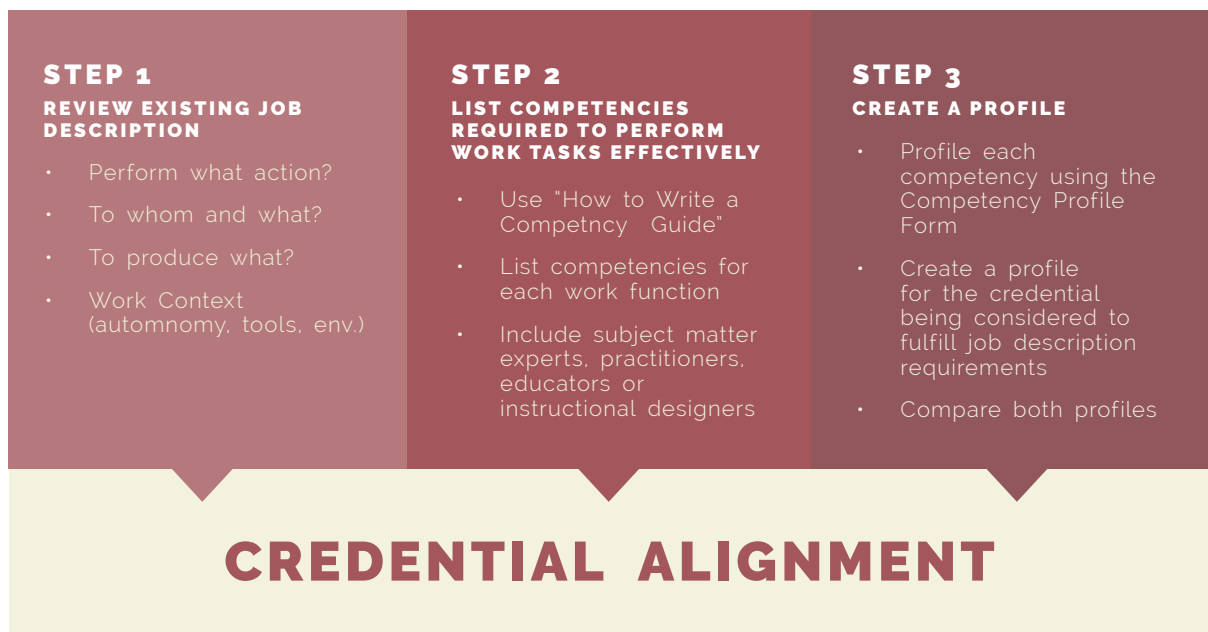 STEP 1
REVIEW EXISTING JOB
DESCRIPTION
• Perform what action?
• To whom and what?
• To produce what?
• Work Context
(automnomy, tools, env.)
STEP 2
LIST COMPETENCIES
REQUIRED TO PERFORM
WORK TASKS EFFECTIVELY
• Use "How to Write a
Competncy Guide"
• List competencies for
each work function
• Include subject matter
experts, practitioners,
educators or
instructional designers
STEP 3
CREATE A PROFILE
• Profile each
competency using the
Competency Profile
Form
• Create a profile
for the credential
being considered to
fulfill job description
requirements
• Compare both profiles
CREDENTIAL ALIGNMENT